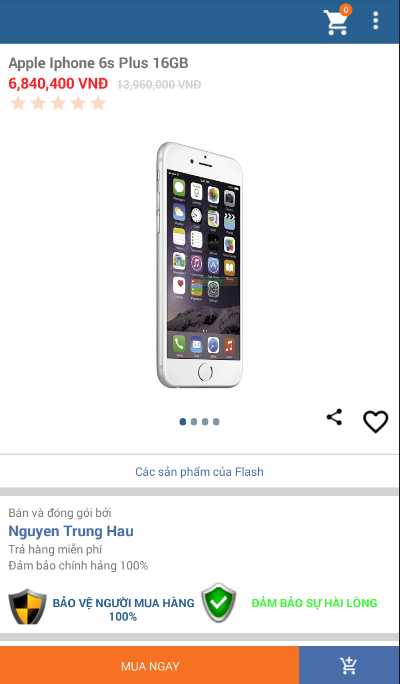 0
Apple Iphone 6s Plus 16GB
6,840,400 VNĐ 13,960,000 VNĐ
Các sản phẩm của Flash
Bán và đóng gói bởi
Nguyen Trung Hau
Trả hàng miễn phí
Đảm bảo chính hảng 100%
BẢO VỆ NGƯỜI MUA HÀNG
100%
ĐẢM BẢO SỰ HÀI LÒNG
MUA NGAY